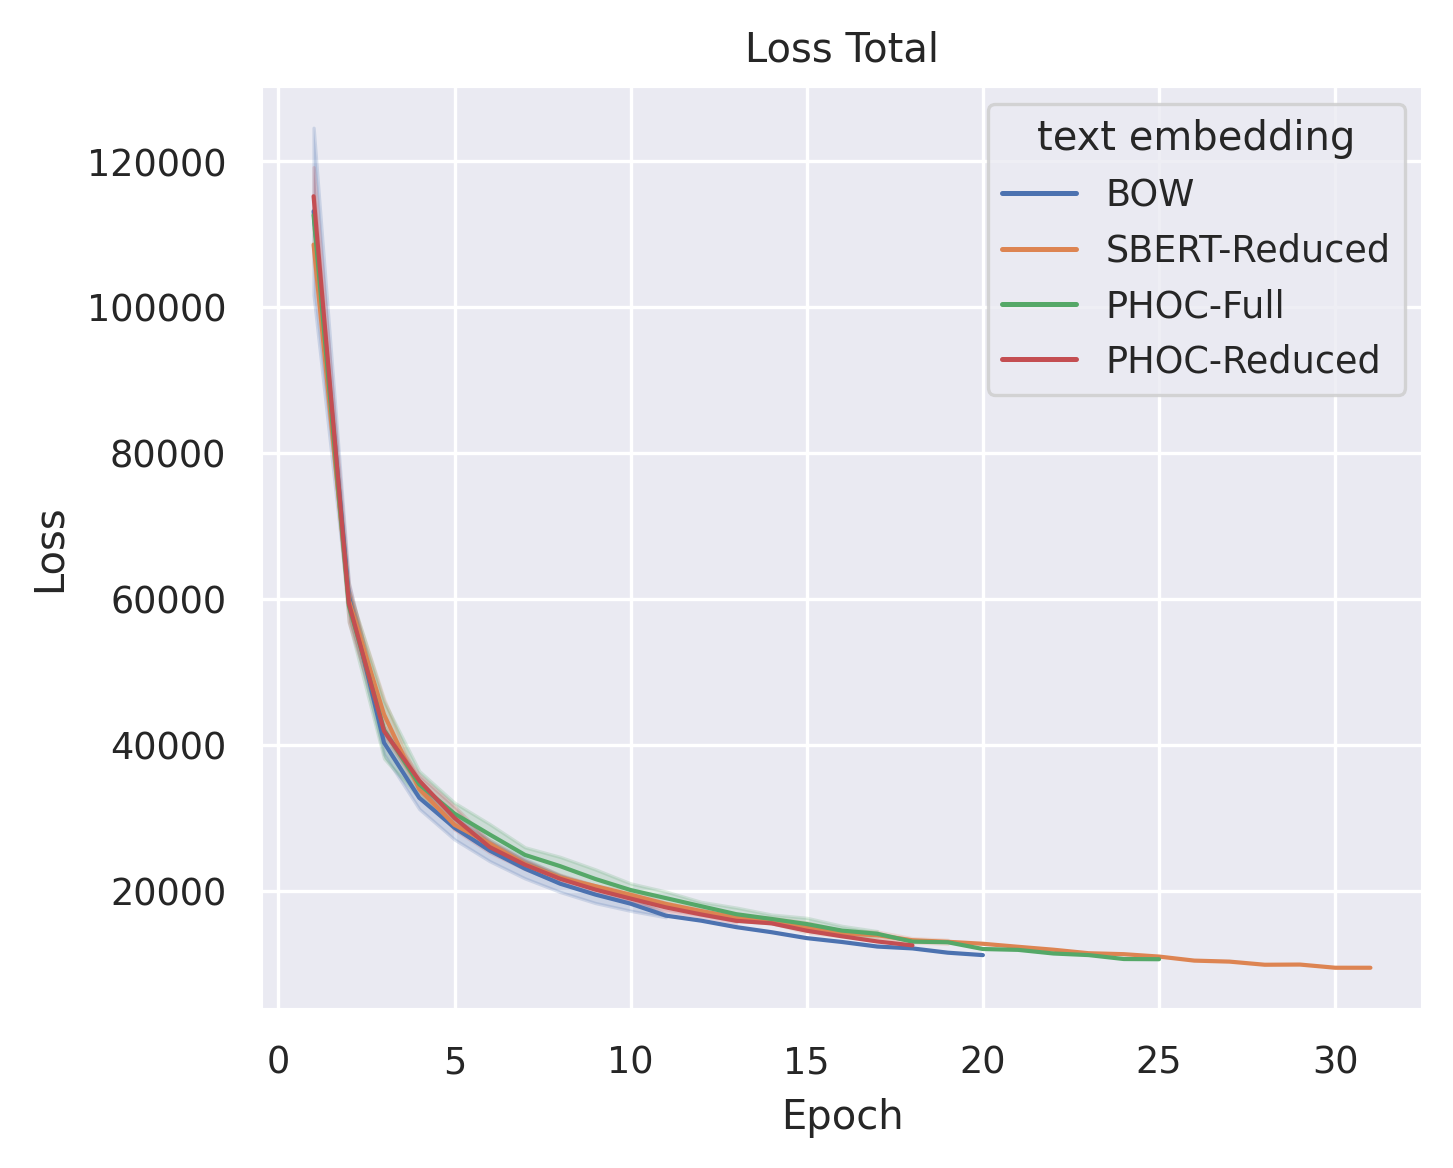 Loss Total
text embedding
BOW
SBERT-Reduced
PHOC-Full
PHOC-Reduced
120000
100000
80000
60000
40000
20000
Loss
0 5 10 15 20 25 30
Epoch